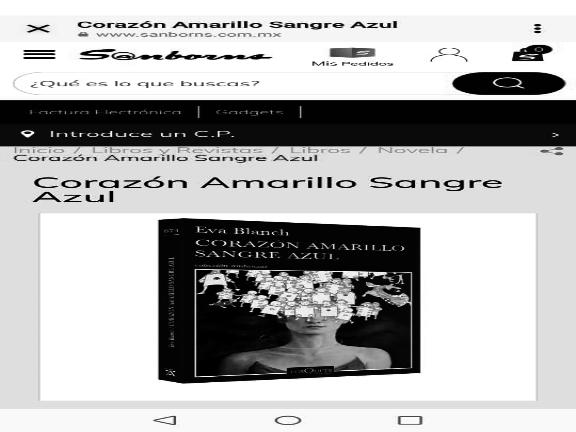 Corazón Amarillo Sangre Azul
www.sanborns.com.mx
Sanborns
Mis Pedidos
0
¿Qué es lo que buscas?
Factura Electrónica | Gadgets |
Introduce un C.P. >
Inicio / Libros y Revistas / Libros / Novela /
Corazón Amarillo Sangre Azul
Corazón Amarillo Sangre
Azul
Eva Blanch
CORAZÓN AMARILLO
SANGRE AZUL